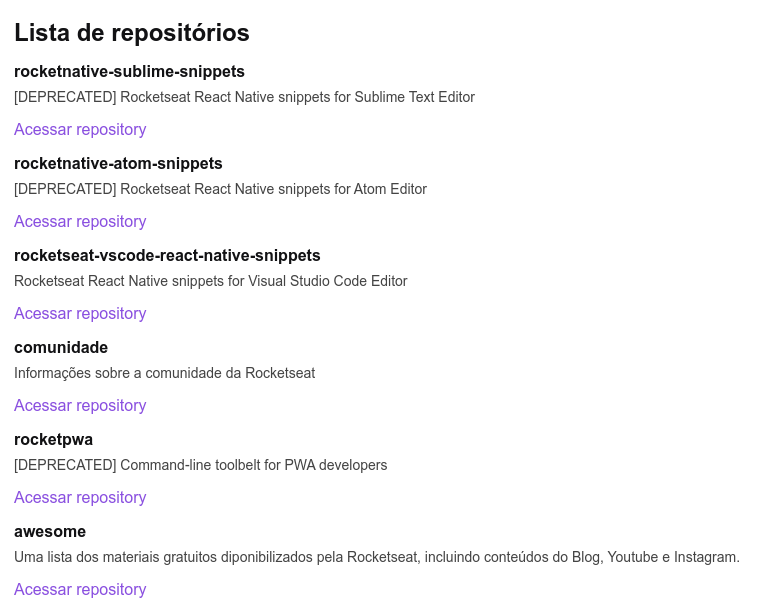 Lista de repositórios
rocketnative-sublime-snippets
[DEPRECATED] Rocketseat React Native snippets for Sublime Text Editor
Acessar repository
rocketnative-atom-snippets
[DEPRECATED] Rocketseat React Native snippets for Atom Editor
Acessar repository
rocketseat-vscode-react-native-snippets
Rocketseat React Native snippets for Visual Studio Code Editor
Acessar repository
comunidade
Informações sobre a comunidade da Rocketseat
Acessar repository
rocketpwa
[DEPRECATED] Command-line toolbelt for PWA developers
Acessar repository
awesome
Uma lista dos materiais gratuitos diponibilizados pela Rocketseat, incluindo conteúdos do Blog, Youtube e Instagram.
Acessar repository